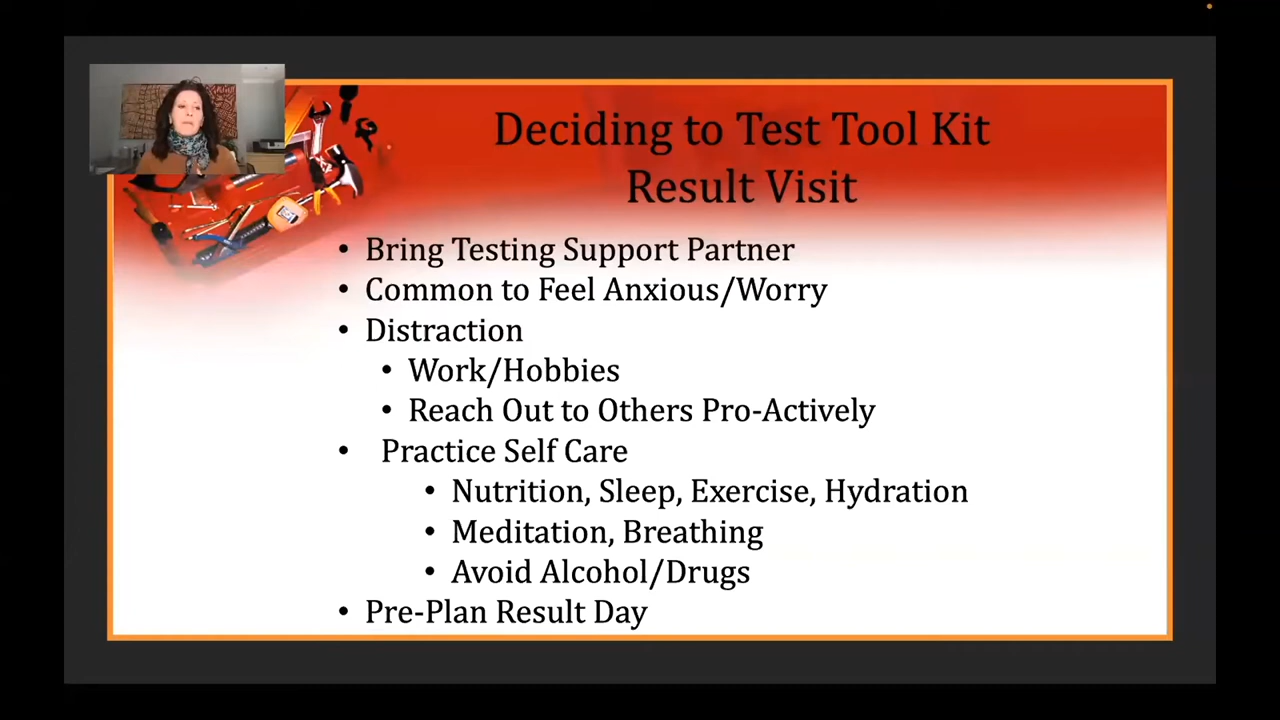 Deciding to Test Tool Kit
Result Visit
• Bring Testing Support Partner
• Common to Feel Anxious/Worry
• Distraction
• Work/Hobbies
• Reach Out to Others Pro-Actively
• Practice Self Care
• Nutrition, Sleep, Exercise, Hydration
• Meditation, Breathing
• Avoid Alcohol/Drugs
• Pre-Plan Result Day